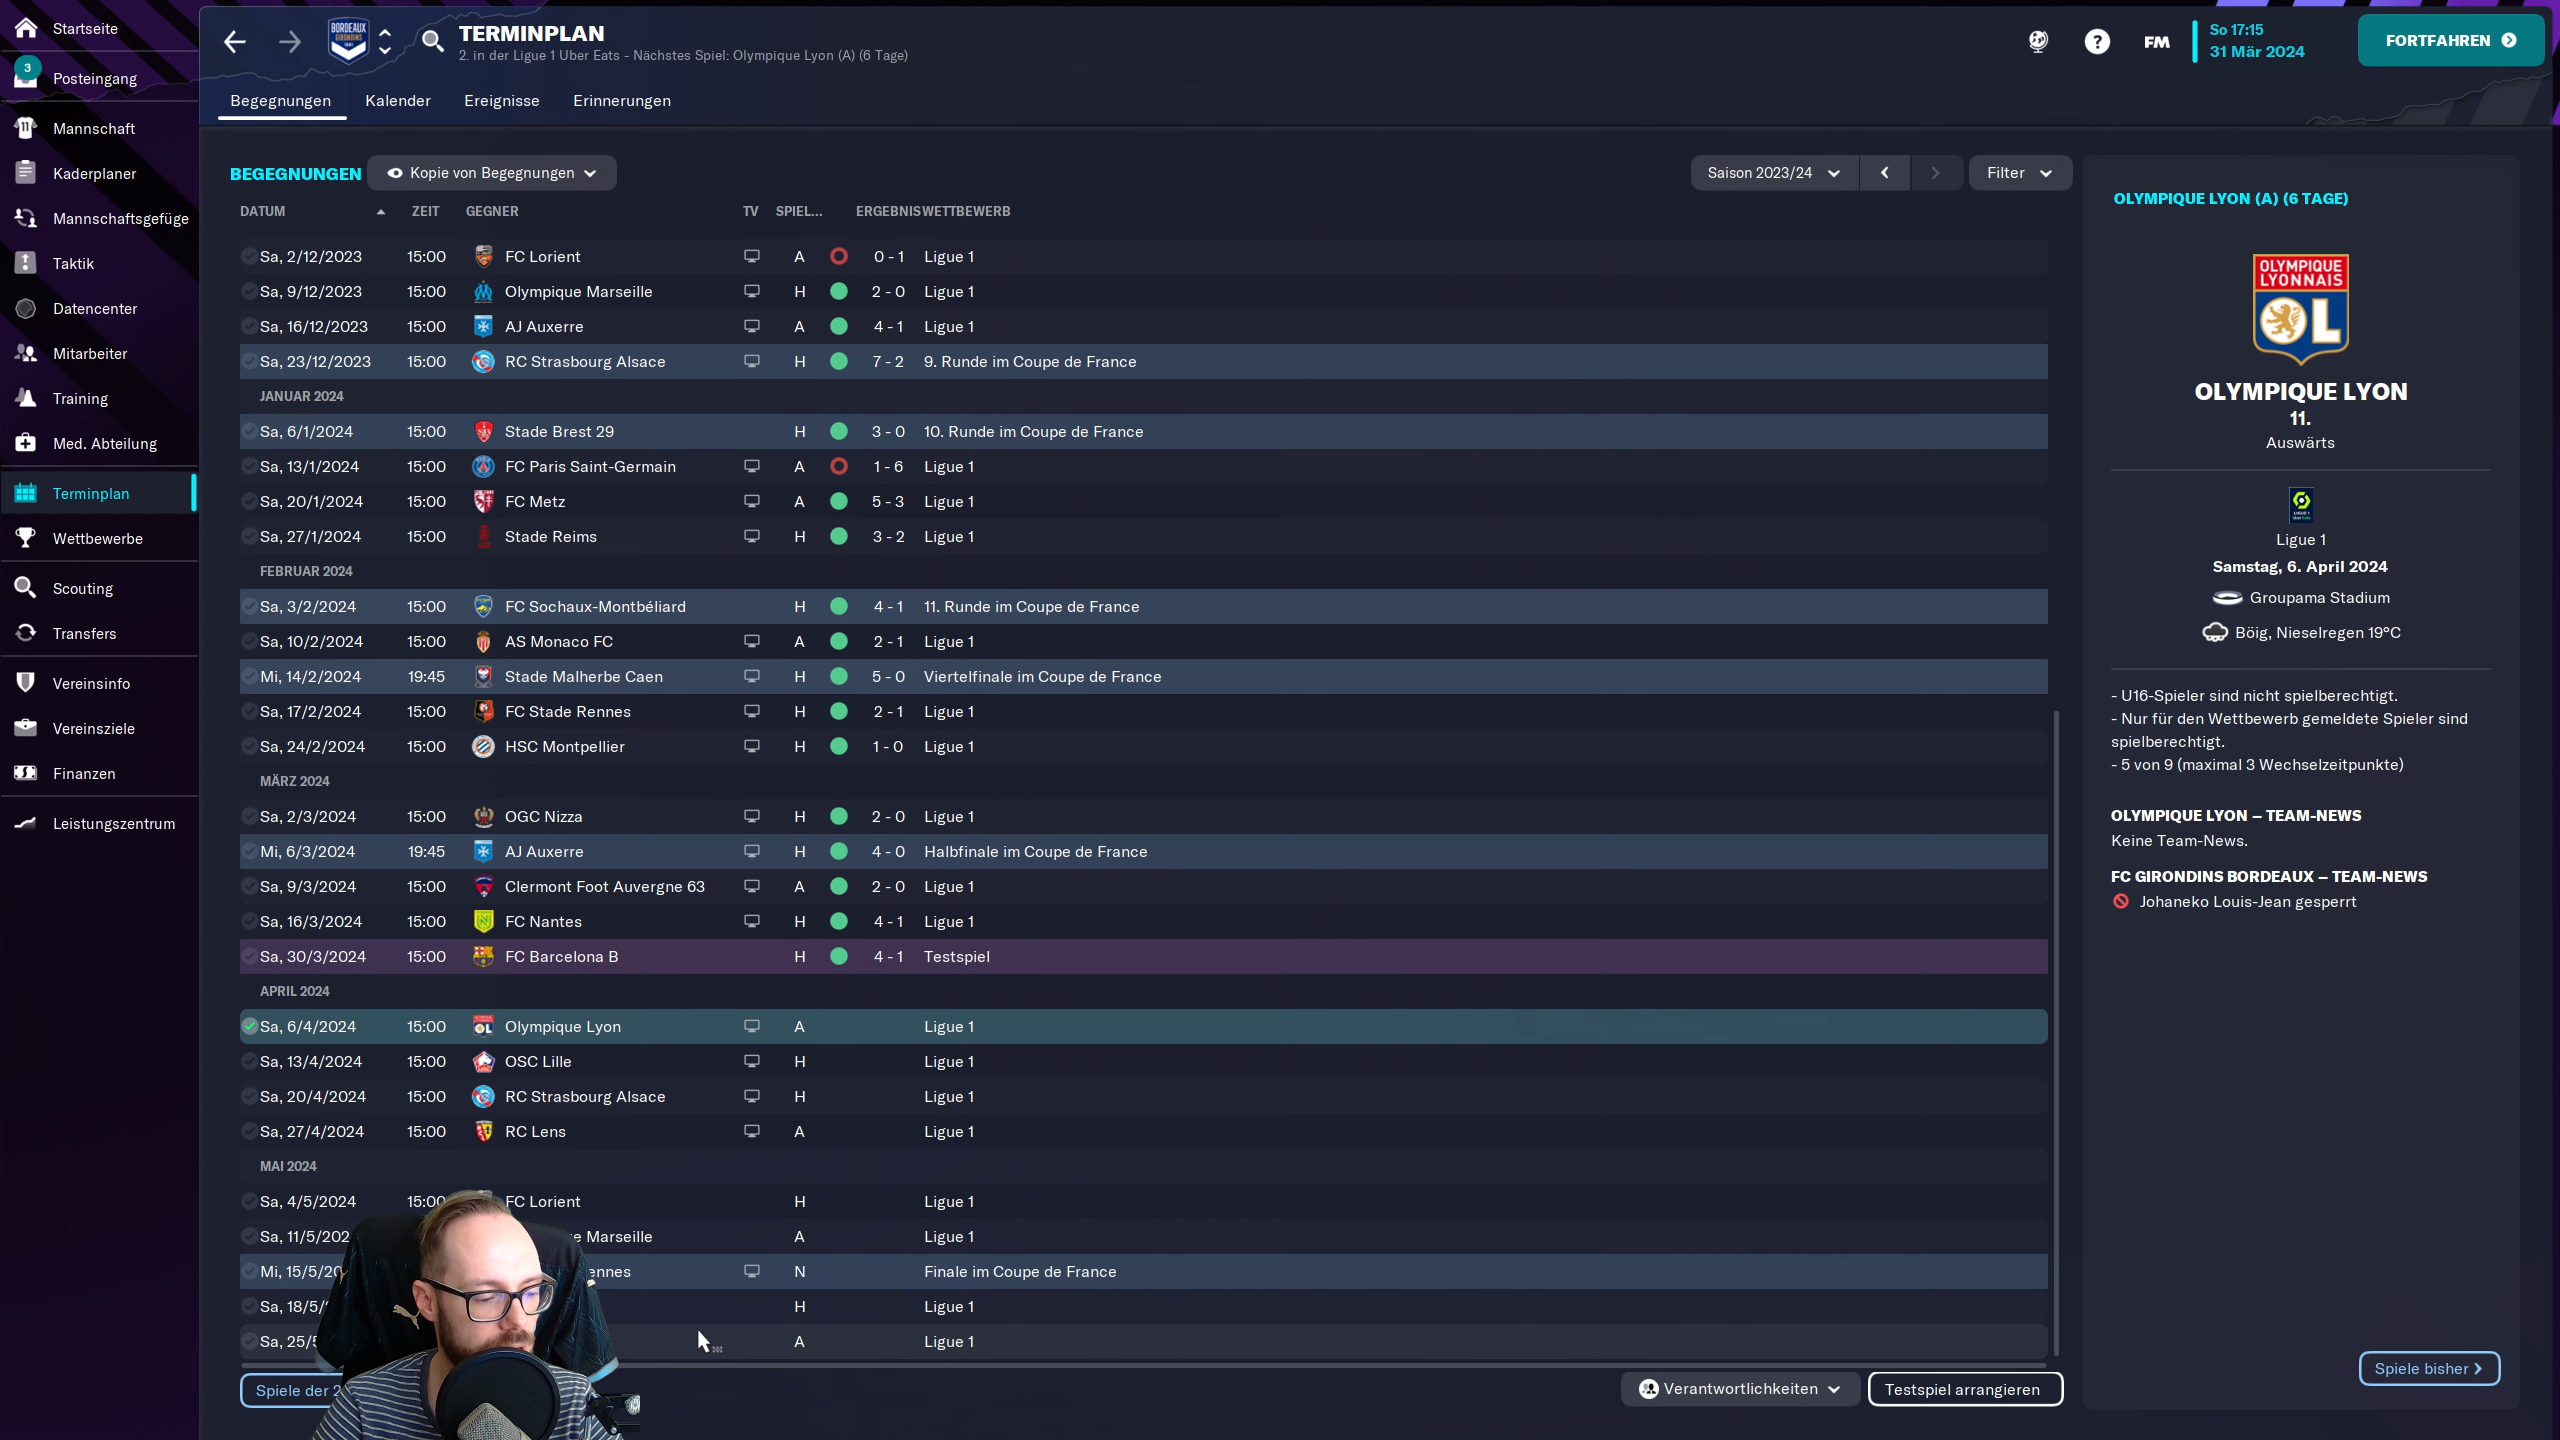 Startseite
3
Posteingang
Mannschaft
Kaderplaner
Mannschaftsgefüge
Taktik
Datencenter
Mitarbeiter
Training
Med. Abteilung
Terminplan
Wettbewerbe
Scouting
Transfers
Vereinsinfo
Vereinsziele
Finanzen
Leistungszentrum
BORDEAUX
GIRONDINS
TERMINPLAN
2. in der Ligue 1 Uber Eats - Nächstes Spiel: Olympique Lyon (A) (6 Tage)
FM
So 17:15
31 Mär 2024
FORTFAHREN
Begegnungen Kalender Ereignisse Erinnerungen
BEGEGNUNGEN Kopie von Begegnungen
Saison 2023/24 Filter
DATUM ZEIT GEGNER TV SPIEL... ERGEBNIS WETTBEWERB
Sa, 2/12/2023 15:00 FC Lorient A 0 - 1 Ligue 1
Sa, 9/12/2023 15:00 Olympique Marseille H 2 - 0 Ligue 1
Sa, 16/12/2023 15:00 AJ Auxerre A 4 - 1 Ligue 1
Sa, 23/12/2023 15:00 RC Strasbourg Alsace H 7 - 2 9. Runde im Coupe de France
JANUAR 2024
Sa, 6/1/2024 15:00 Stade Brest 29 H 3 - 0 10. Runde im Coupe de France
Sa, 13/1/2024 15:00 FC Paris Saint-Germain A 1 - 6 Ligue 1
Sa, 20/1/2024 15:00 FC Metz A 5 - 3 Ligue 1
Sa, 27/1/2024 15:00 Stade Reims H 3 - 2 Ligue 1
FEBRUAR 2024
Sa, 3/2/2024 15:00 FC Sochaux-Montbéliard H 4 - 1 11. Runde im Coupe de France
Sa, 10/2/2024 15:00 AS Monaco FC A 2 - 1 Ligue 1
Mi, 14/2/2024 19:45 Stade Malherbe Caen H 5 - 0 Viertelfinale im Coupe de France
Sa, 17/2/2024 15:00 FC Stade Rennes H 2 - 1 Ligue 1
Sa, 24/2/2024 15:00 HSC Montpellier H 1 - 0 Ligue 1
MÄRZ 2024
Sa, 2/3/2024 15:00 OGC Nizza H 2 - 0 Ligue 1
Mi, 6/3/2024 19:45 AJ Auxerre H 4 - 0 Halbfinale im Coupe de France
Sa, 9/3/2024 15:00 Clermont Foot Auvergne 63 A 2 - 0 Ligue 1
Sa, 16/3/2024 15:00 FC Nantes H 4 - 1 Ligue 1
Sa, 30/3/2024 15:00 FC Barcelona B H 4 - 1 Testspiel
APRIL 2024
Sa, 6/4/2024 15:00 Olympique Lyon A Ligue 1
Sa, 13/4/2024 15:00 OSC Lille H Ligue 1
Sa, 20/4/2024 15:00 RC Strasbourg Alsace H Ligue 1
Sa, 27/4/2024 15:00 RC Lens A Ligue 1
MAI 2024
Sa, 4/5/2024 15:00 FC Lorient H Ligue 1
Sa, 11/5/202 e Marseille A Ligue 1
Mi, 15/5/20 ennes N Finale im Coupe de France
Sa, 18/5/ H Ligue 1
Sa, 25/5 A Ligue 1
Spiele der 2
Verantwortlichkeiten
Testspiel arrangieren
OLYMPIQUE LYON (A) (6 TAGE)
OLYMPIQUE
LYONNAIS
OL
OLYMPIQUE LYON
11.
Auswärts
Ligue 1
Samstag, 6. April 2024
Groupama Stadium
Böig, Nieselregen 19°C
- U16-Spieler sind nicht spielberechtigt.
- Nur für den Wettbewerb gemeldete Spieler sind
spielberechtigt.
- 5 von 9 (maximal 3 Wechselzeitpunkte)
OLYMPIQUE LYON – TEAM-NEWS
Keine Team-News.
FC GIRONDINS BORDEAUX – TEAM-NEWS
Johaneko Louis-Jean gesperrt
Spiele bisher